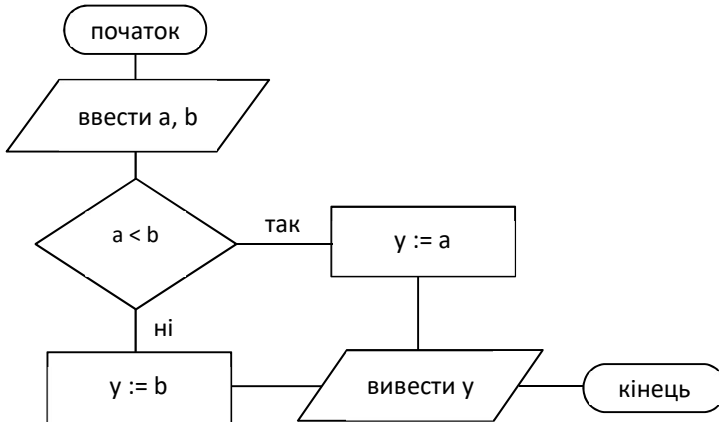 початок
ввести a, b
a < b
так
y := a
ні
y := b
вивести y
кінець